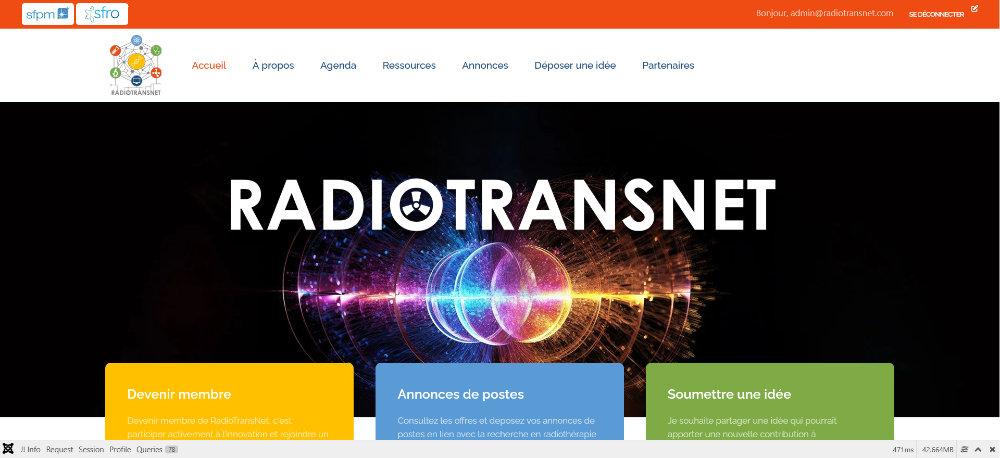 sfpm
sfro
Bonjour, admin@radiotransnet.com
SE DÉCONNECTER
RADIOTRANSNET
Accueil
À propos
Agenda
Ressources
Annonces
Déposer une idée
Partenaires
RADIOTRANSNET
Devenir membre
Devenir membre de RadioTransNet, c'est
participer activement à l'innovation et rejoindre un
Annonces de postes
Consultez les offres et deposez vos annonces de
postes en lien avec la recherche en radiothérapie
Soumettre une idée
Je souhaite partager une idée qui pourrait
apporter une nouvelle contribution à
J! Info Request Session Profile Queries 78
471ms 42.664MB